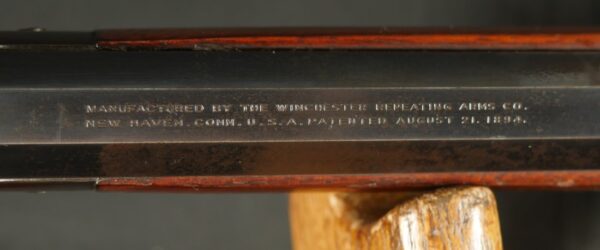 MANUFACTURED BY THE WINCHESTER REPEATING ARMS CO.
NEW HAVEN. CONN. U.S.A. PATENTED AUGUST 21. 1894.